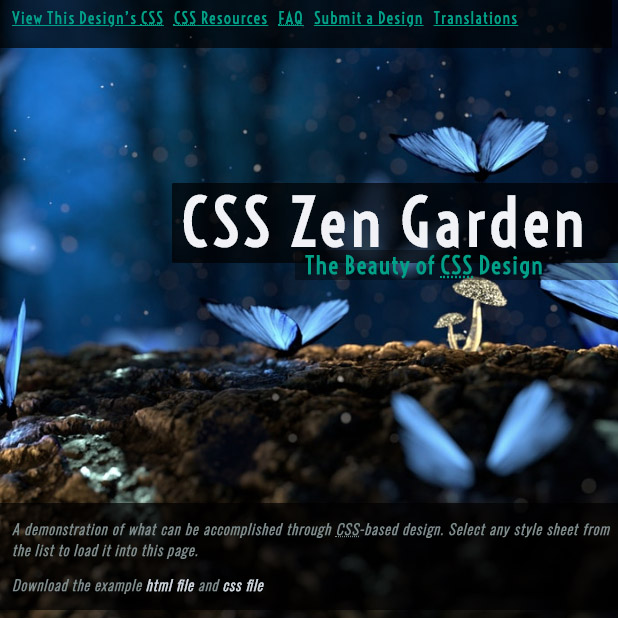 View This Design's CSS CSS Resources FAQ Submit a Design Translations
CSS Zen Garden
The Beauty of CSS Design
A demonstration of what can be accomplished through CSS-based design. Select any style sheet from
the list to load it into this page.
Download the example html file and css file